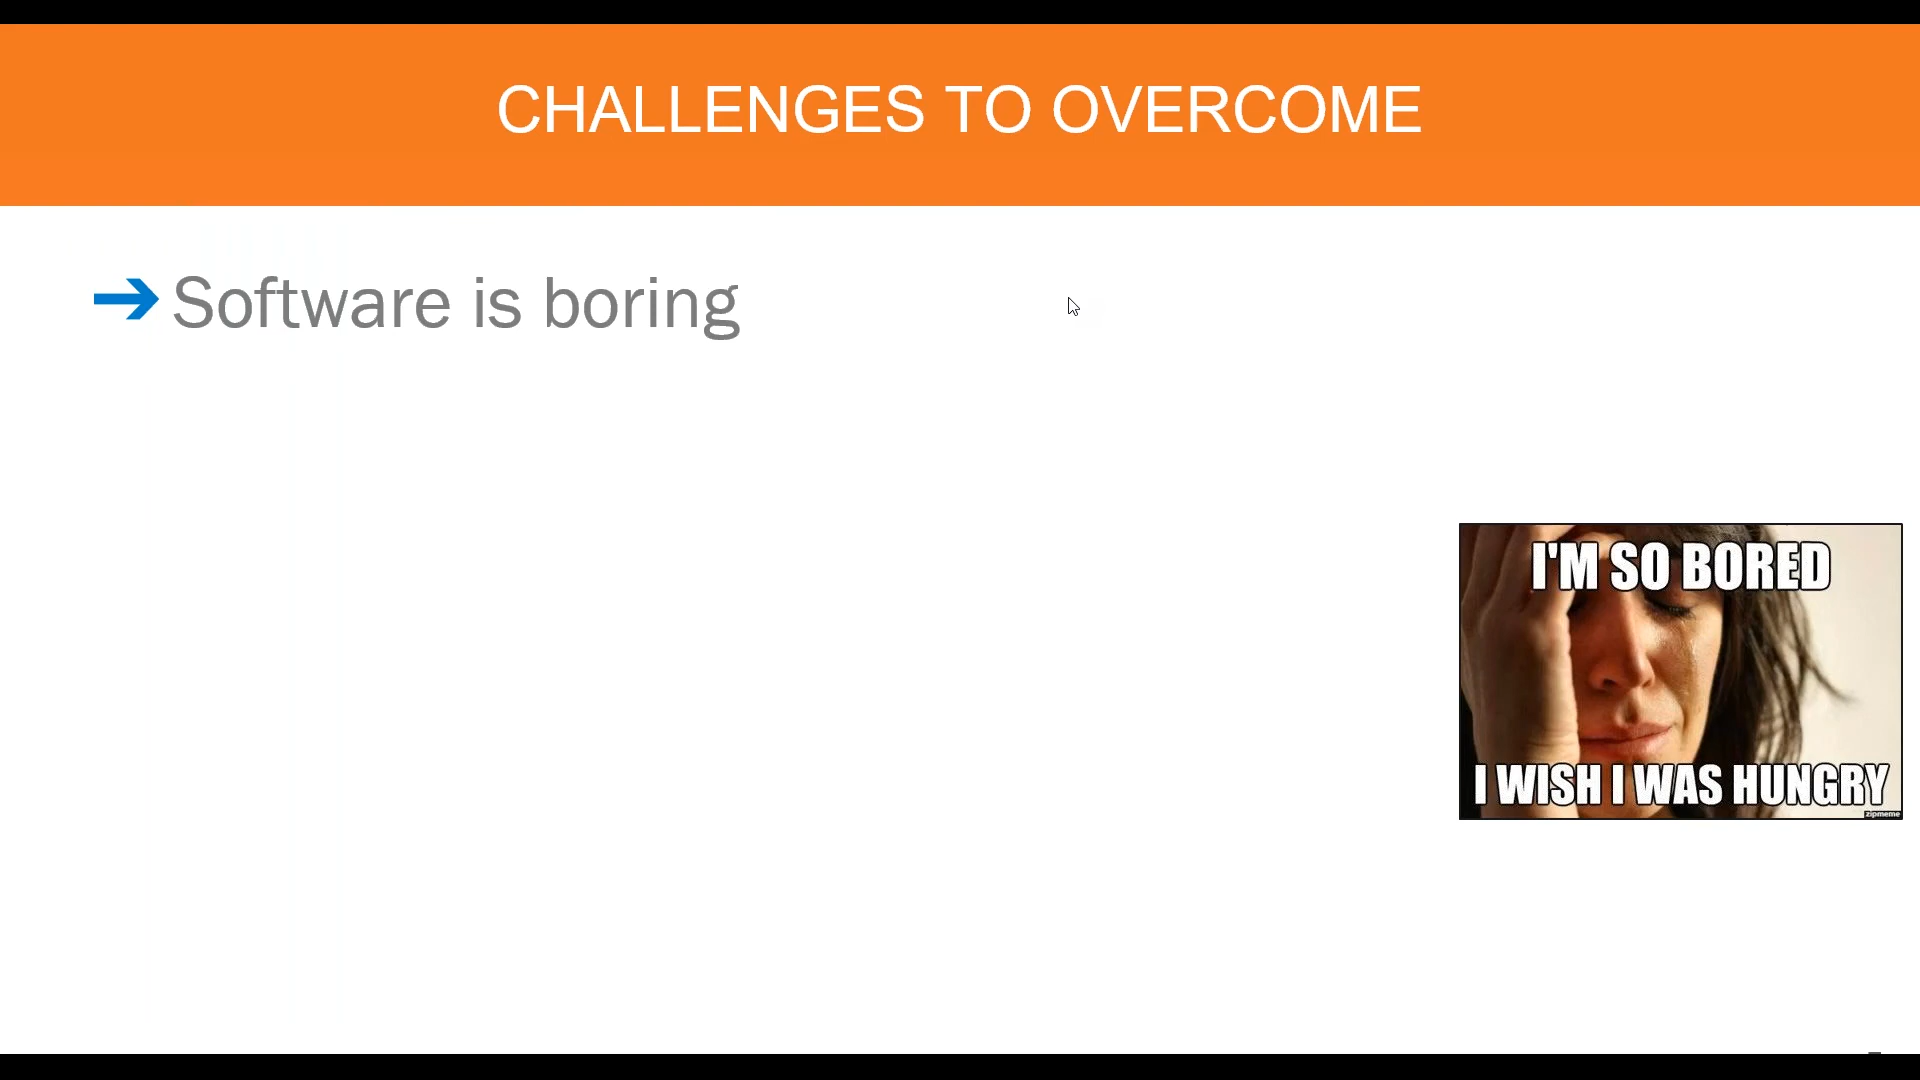 CHALLENGES TO OVERCOME
Software is boring
I'M SO BORED
I WISH I WAS HUNGRY
zipmeme